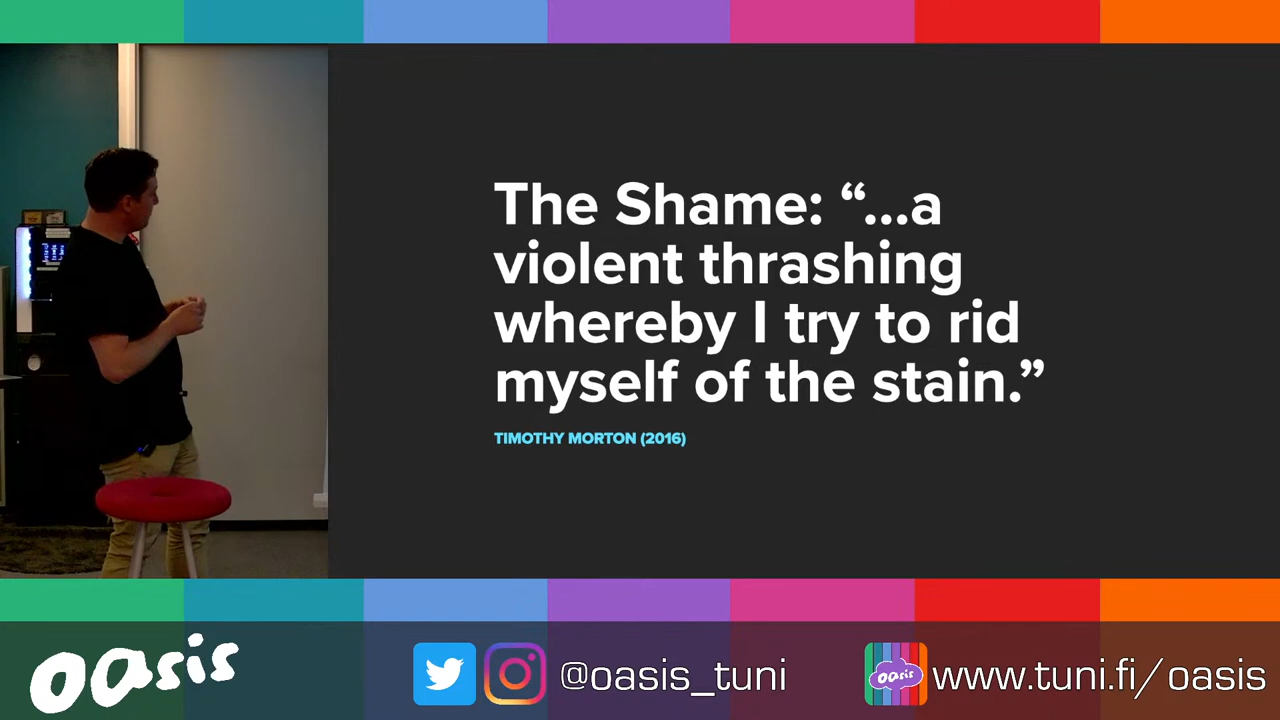 The Shame: “...a
violent thrashing
whereby I try to rid
myself of the stain.”
TIMOTHY MORTON (2016)
oasis
@oasis_tuni
oasis
www.tuni.fi/oasis